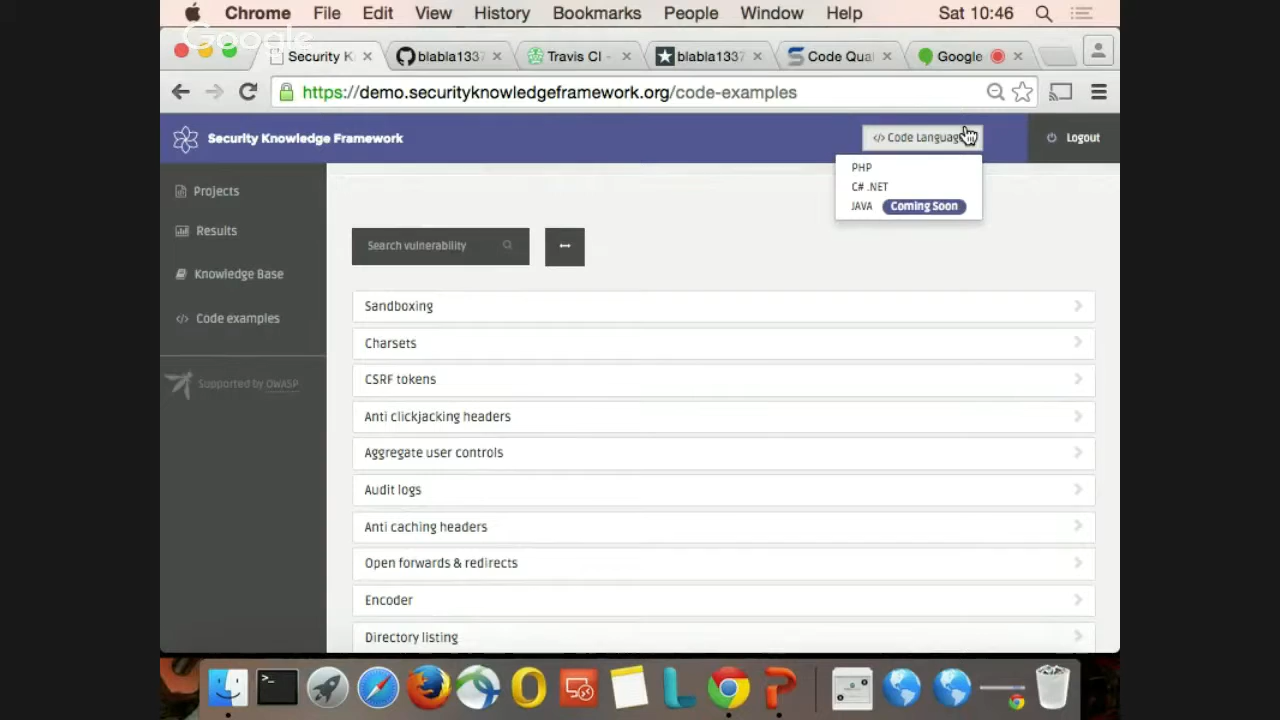 Chrome File Edit View History Bookmarks People Window Help Sat 10:46
Google
Security K blabla1337 Travis CI - blabla1337 Code Qua Google
https://demo.securityknowledgeframework.org/code-examples
Security Knowledge Framework
</> Code Languag
Logout
PHP
C# .NET
JAVA Coming Soon
Projects
Results
Knowledge Base
</> Code examples
Supported by OWASP
Search vulnerability
Sandboxing
Charsets
CSRF tokens
Anti clickjacking headers
Aggregate user controls
Audit logs
Anti caching headers
Open forwards & redirects
Encoder
Directory listing